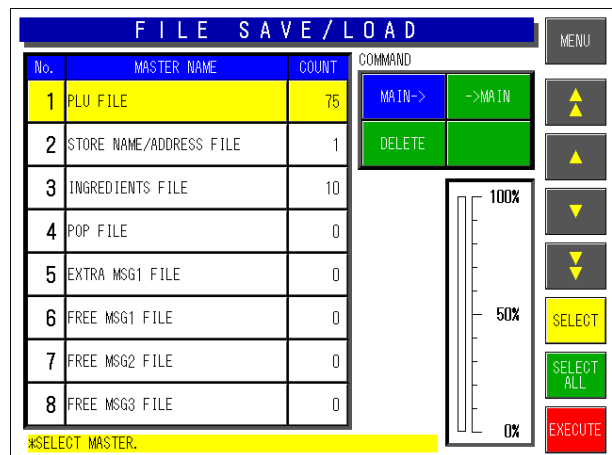 FILE SAVE/LOAD
MENU
No. MASTER NAME COUNT
COMMAND
1 PLU FILE 75
MAIN-> ->MAIN
2 STORE NAME/ADDRESS FILE 1
DELETE
3 INGREDIENTS FILE 10
100%
4 POP FILE 0
5 EXTRA MSG1 FILE 0
6 FREE MSG1 FILE 0
50%
SELECT
7 FREE MSG2 FILE 0
SELECT
ALL
8 FREE MSG3 FILE 0
0%
EXECUTE
*SELECT MASTER.